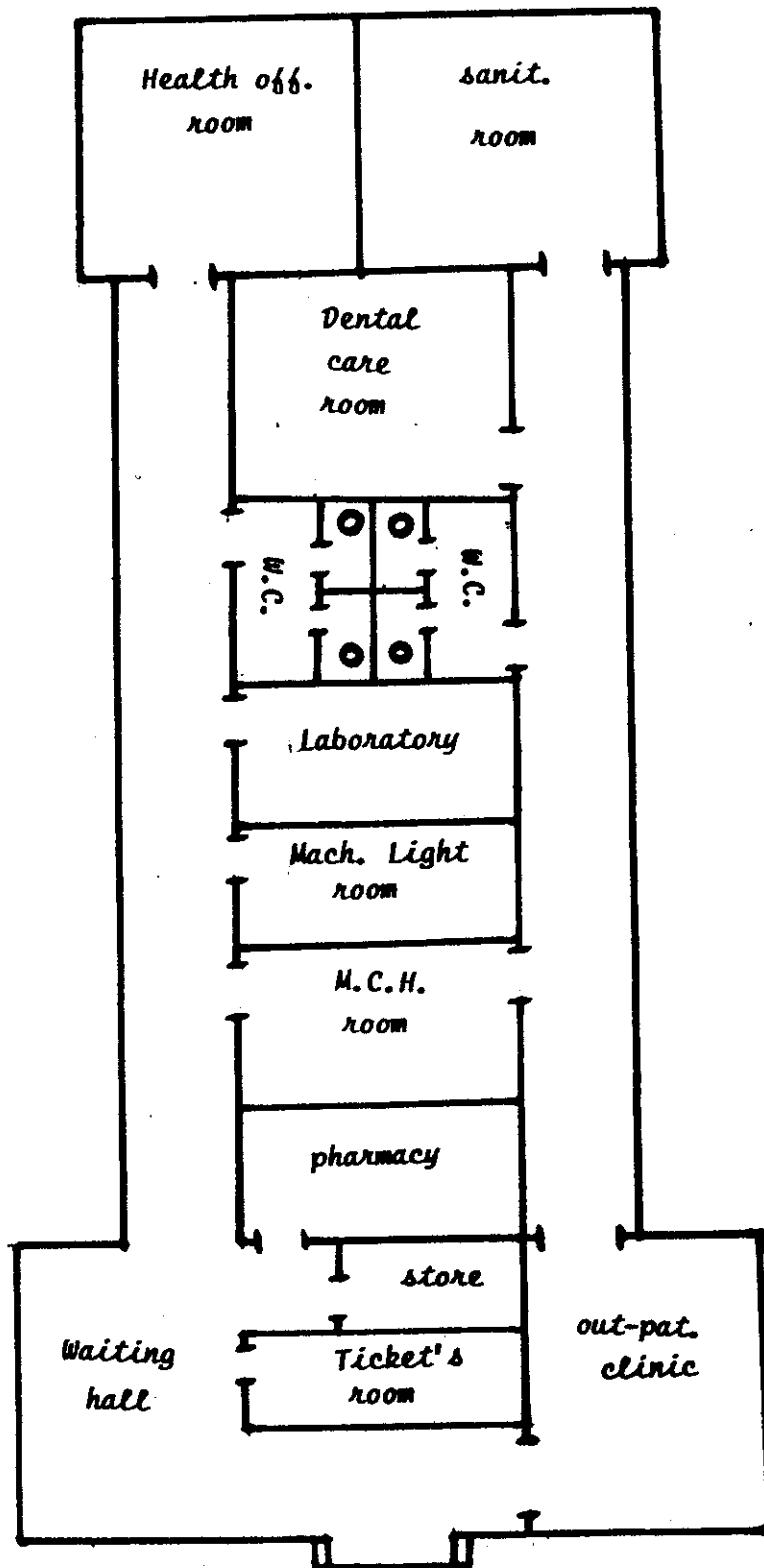 Health off.
room
sanit.
room
Dental
care
room
W.C.
W.C.
Laboratory
Mach. Light
room
M.C.H.
room
pharmacy
store
Waiting
hall
Ticket's
room
out-pat.
clinic